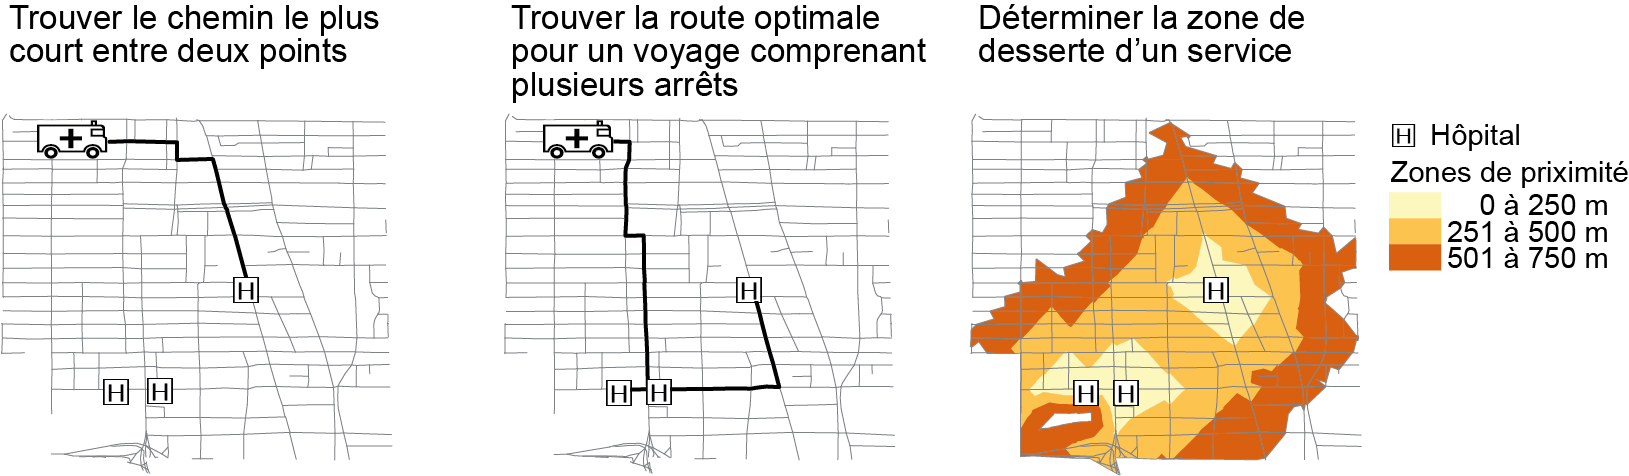 Trouver le chemin le plus
court entre deux points
Trouver la route optimale
pour un voyage comprenant
plusieurs arrêts
Déterminer la zone de
desserte d’un service
H
H
H
H
H
H
H
H
H
H Hôpital
Zones de priximité
0 à 250 m
251 à 500 m
501 à 750 m